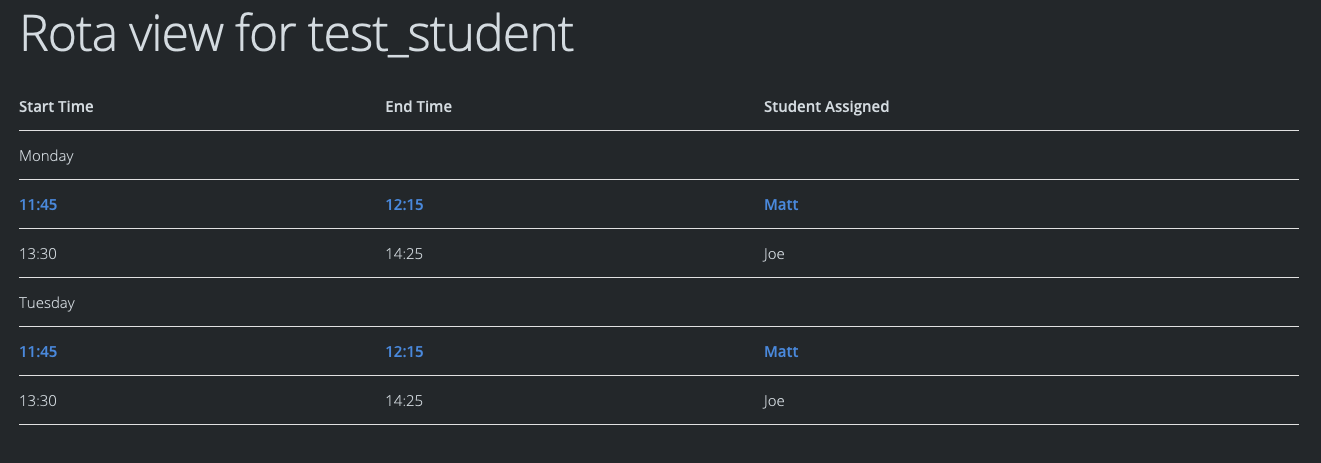 Rota view for test_student
Start Time End Time Student Assigned
Monday
11:45 12:15 Matt
13:30 14:25 Joe
Tuesday
11:45 12:15 Matt
13:30 14:25 Joe